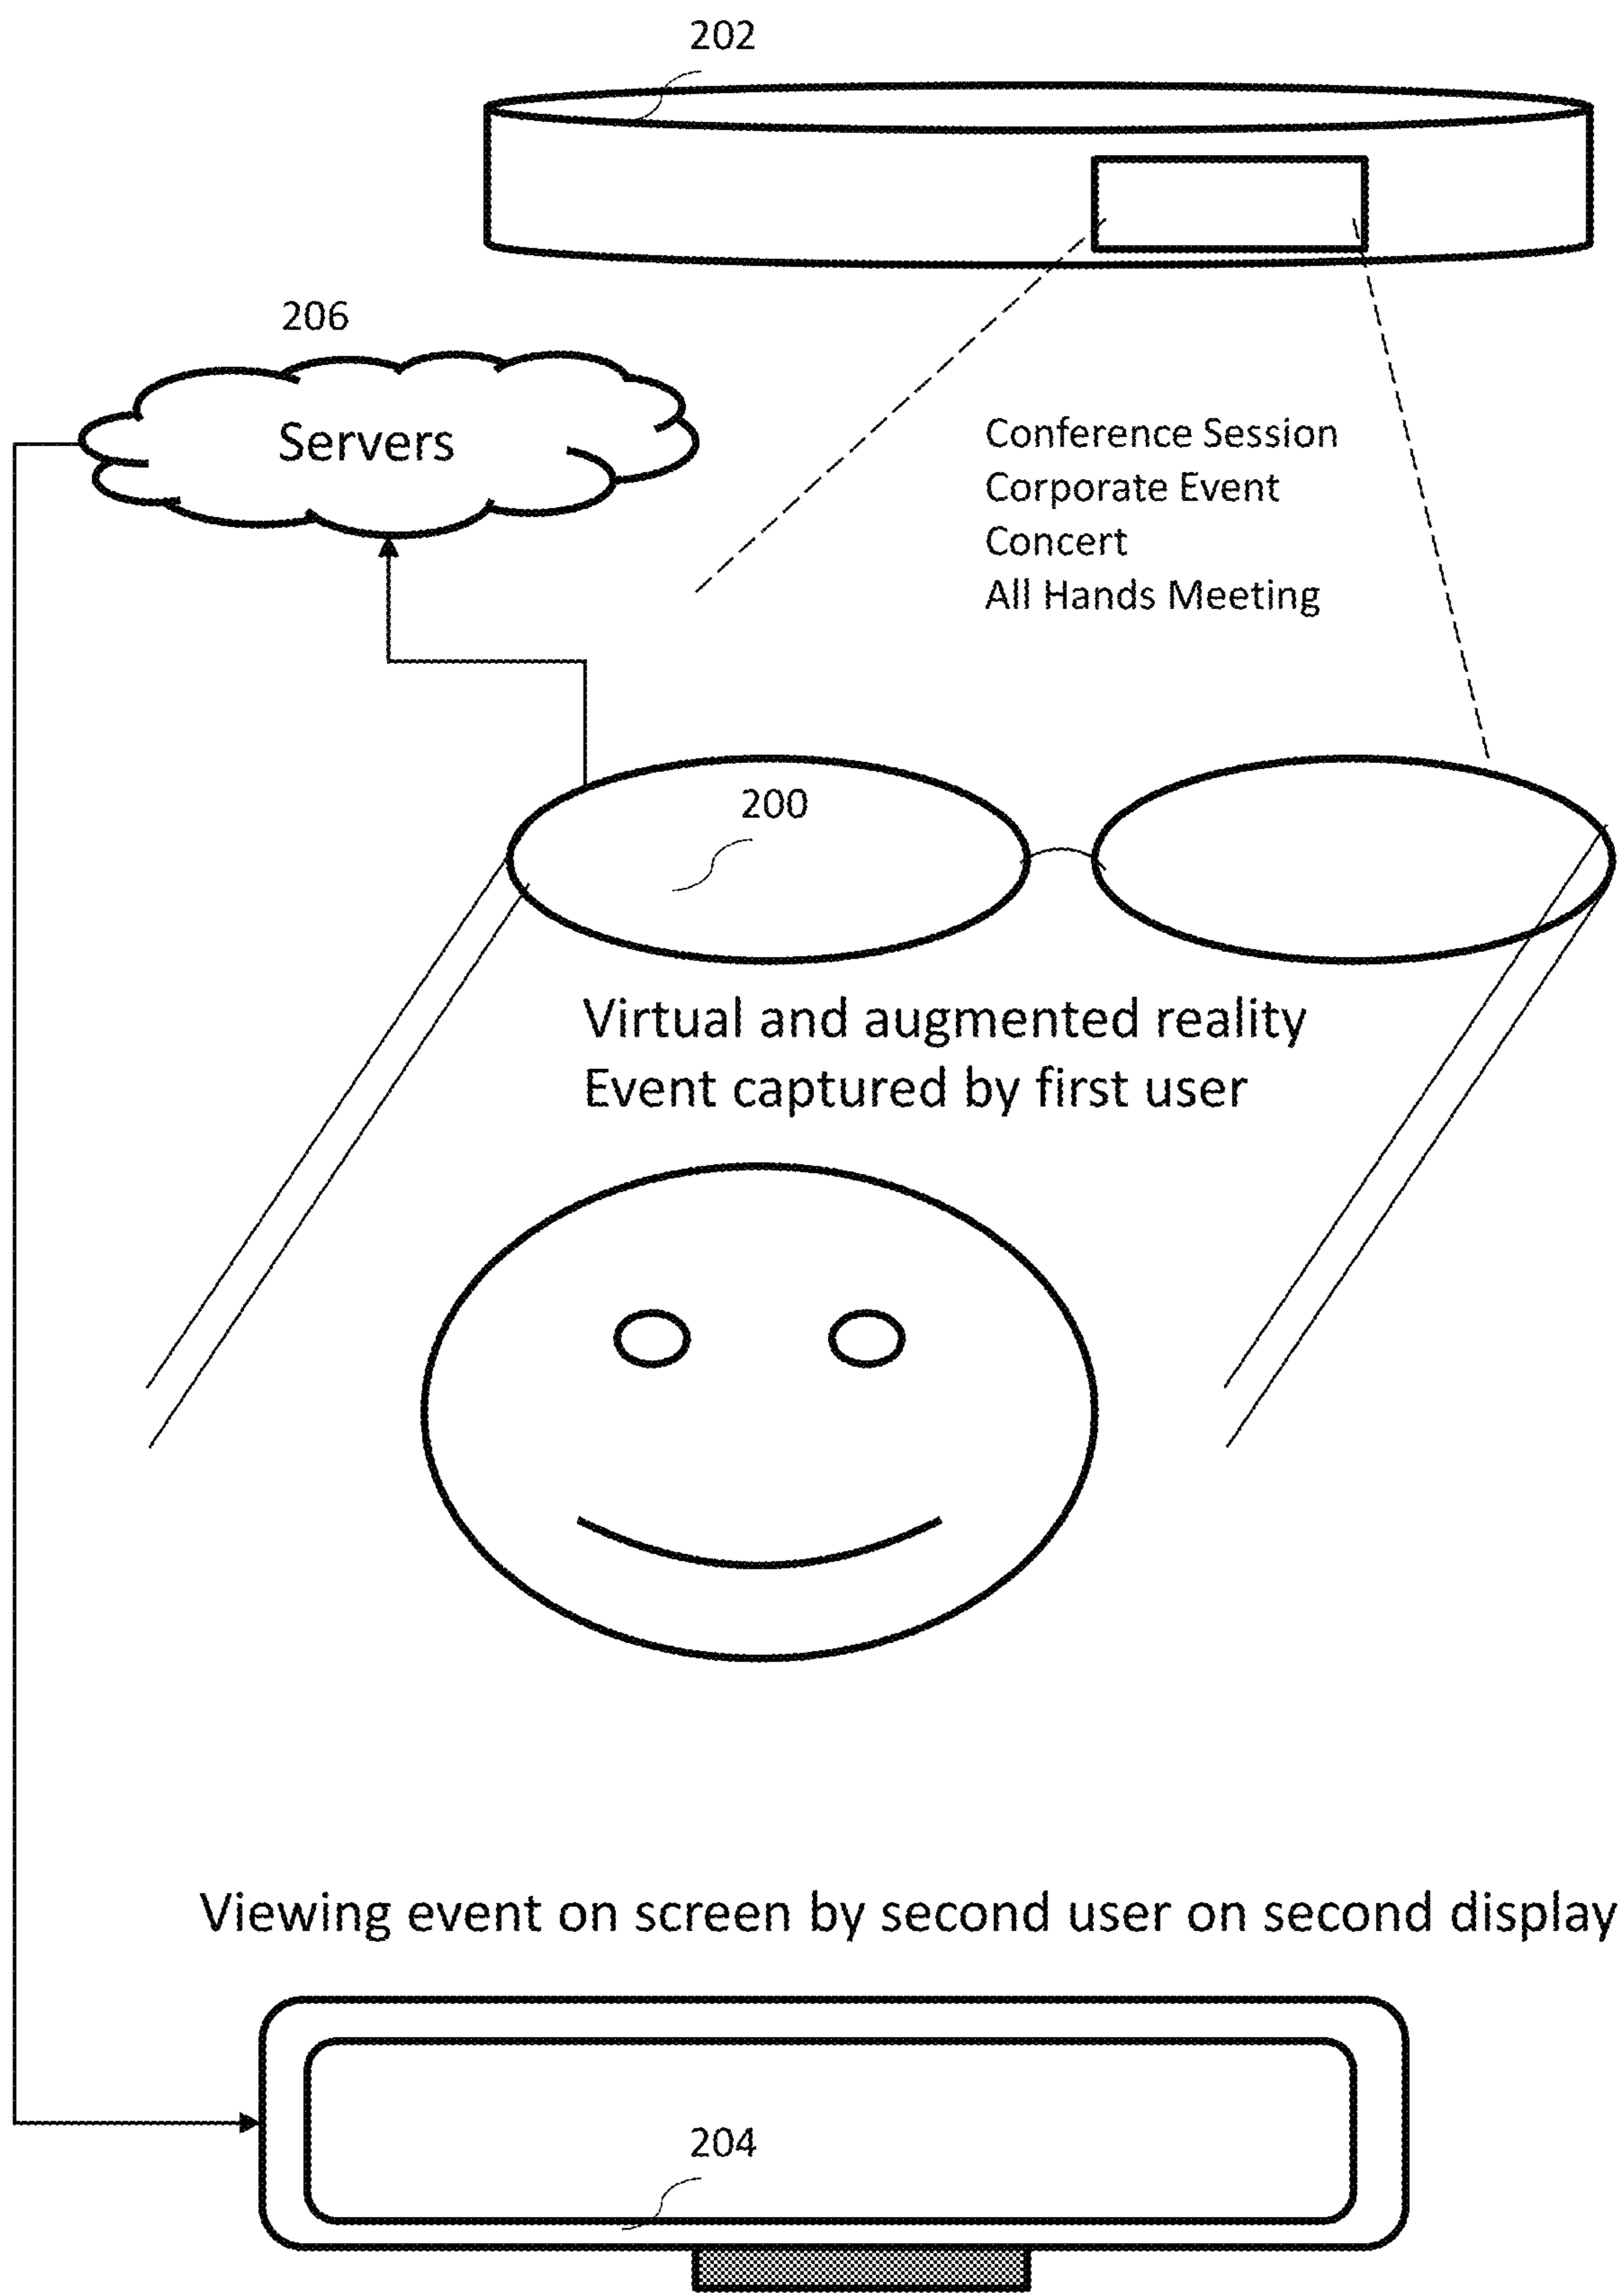 202
206
Servers
Conference Session
Corporate Event
Concert
All Hands Meeting
200
Virtual and augmented reality
Event captured by first user
Viewing event on screen by second user on second display
204